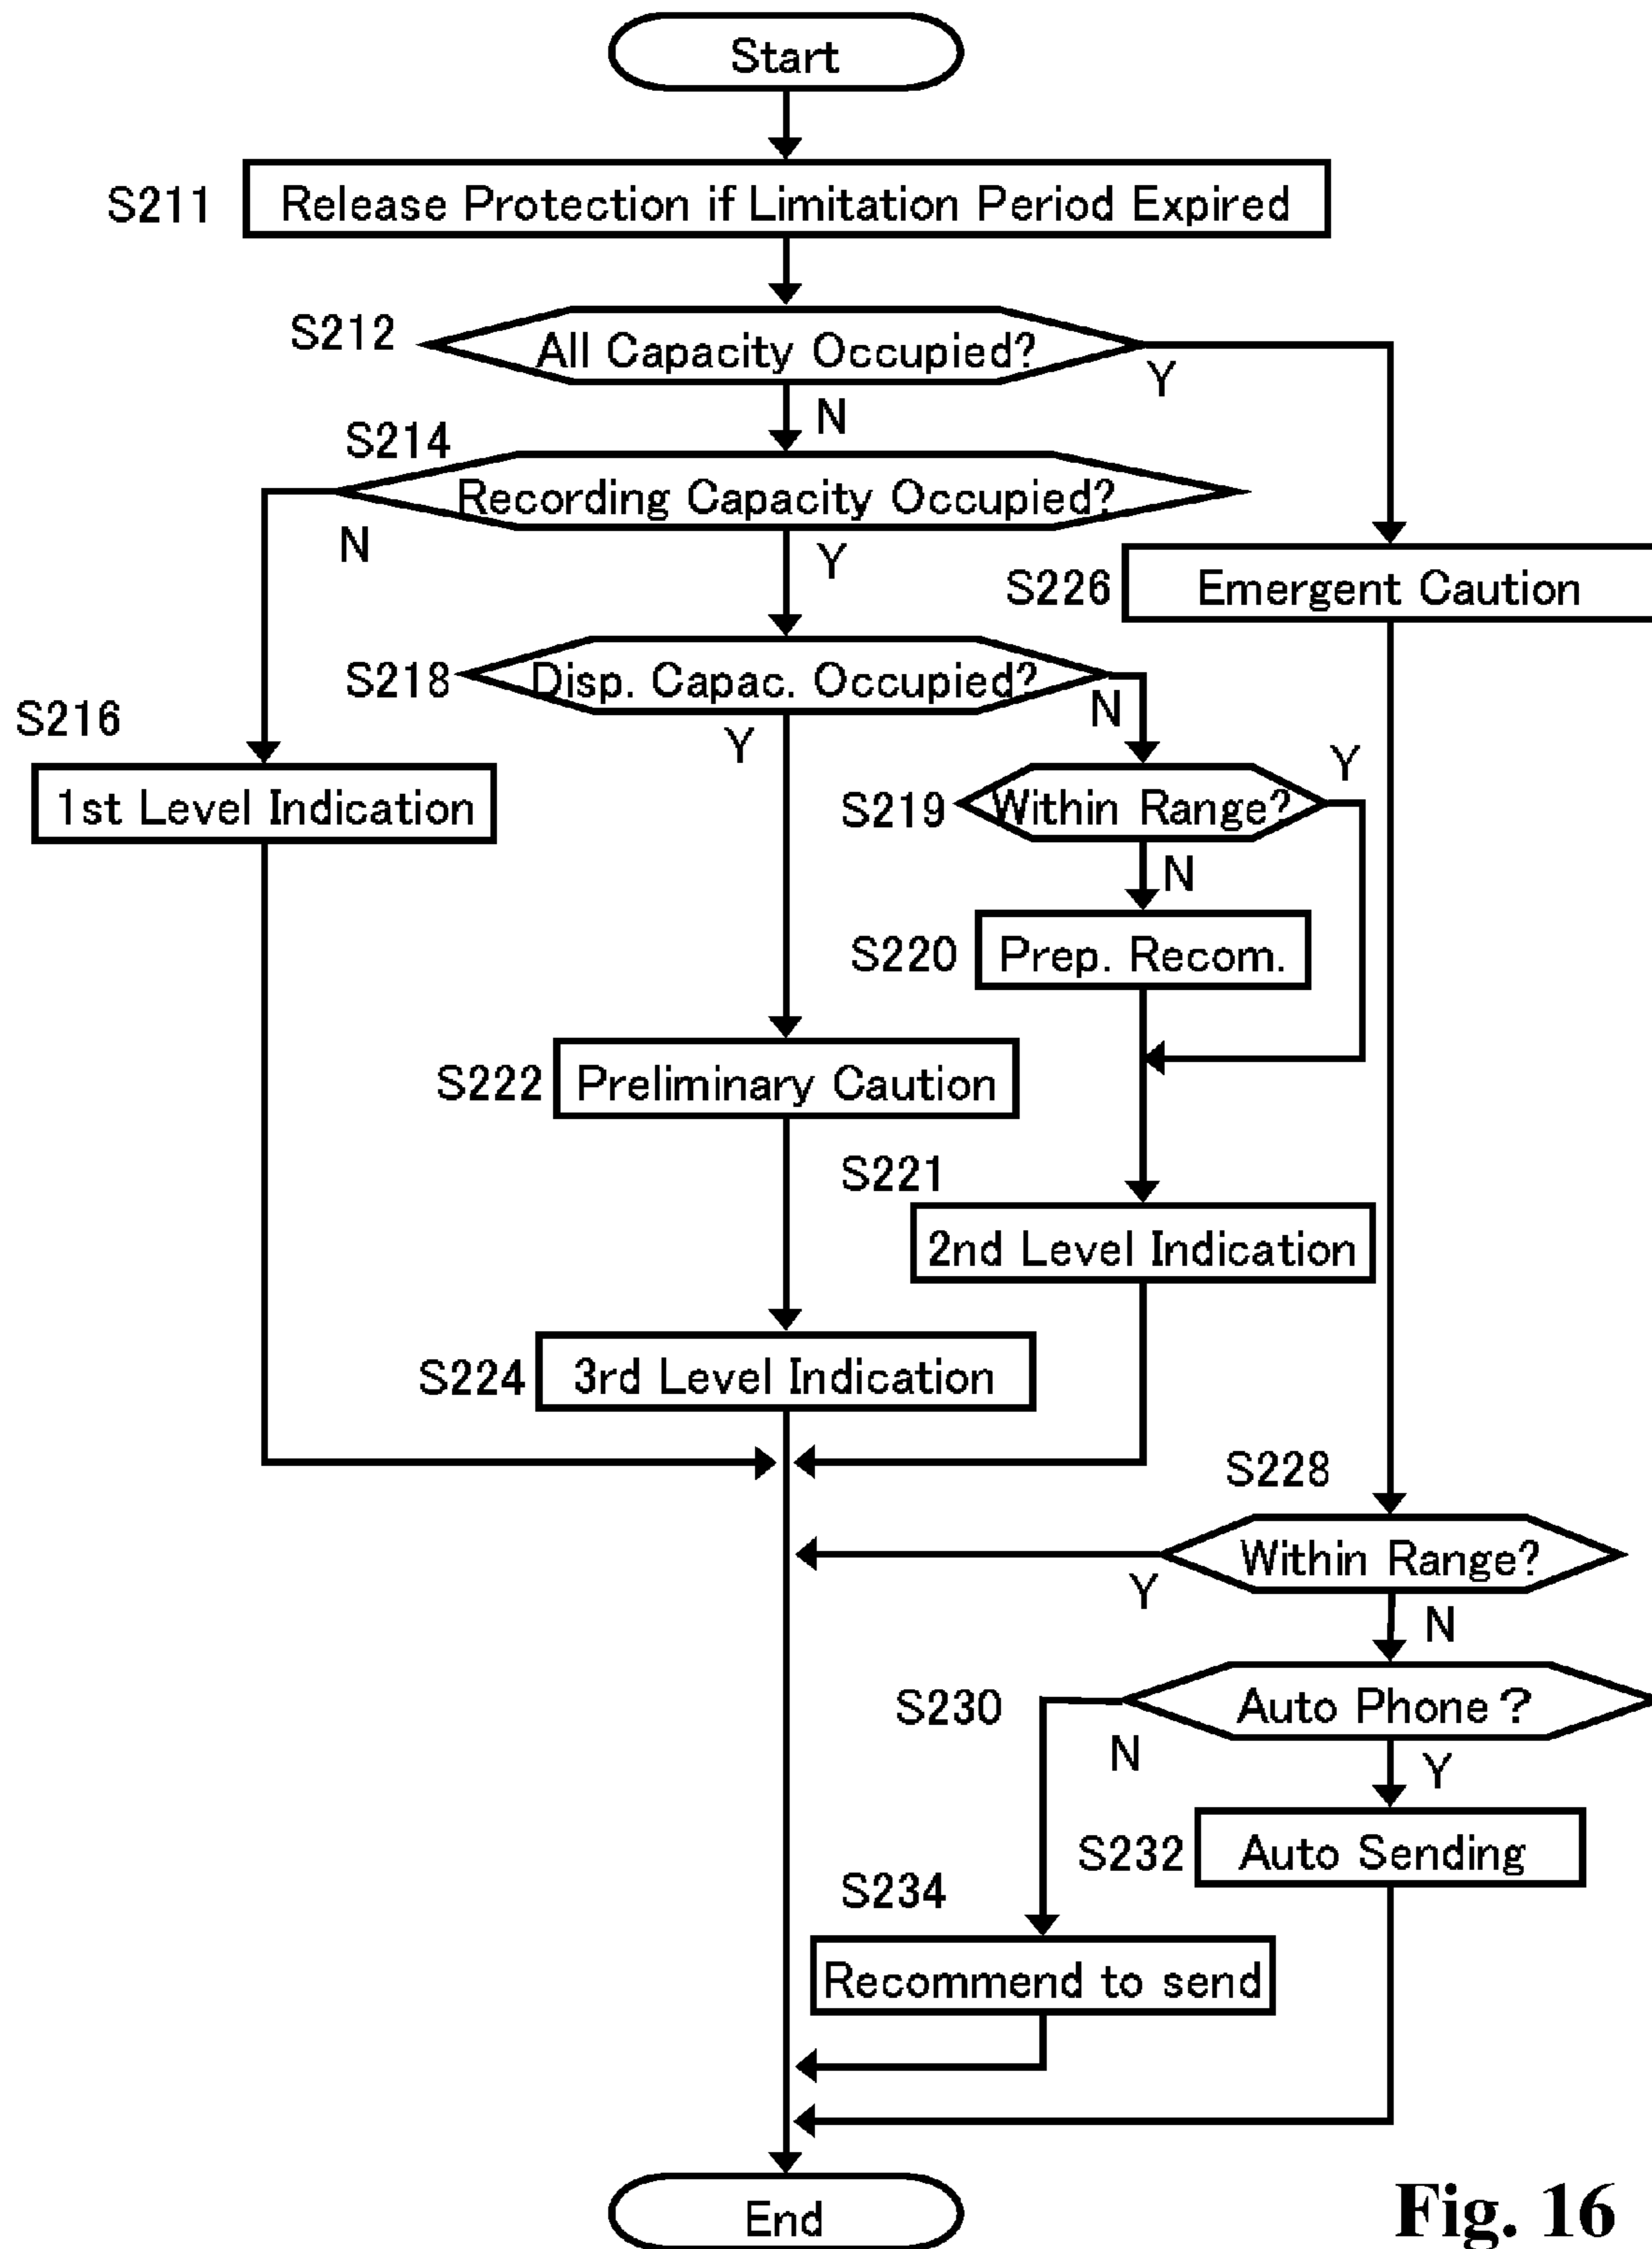 Start
S211
Release Protection if Limitation Period Expired
S212
All Capacity Occupied?
Y
N
S214
Recording Capacity Occupied?
N
Y
S226
Emergent Caution
S218
Disp. Capac. Occupied?
N
Y
S216
1st Level Indication
S219
Within Range?
Y
N
S220
Prep. Recom.
S222
Preliminary Caution
S221
2nd Level Indication
S224
3rd Level Indication
S228
Within Range?
Y
N
S230
Auto Phone?
N
Y
S232
Auto Sending
S234
Recommend to send
End
Fig. 16